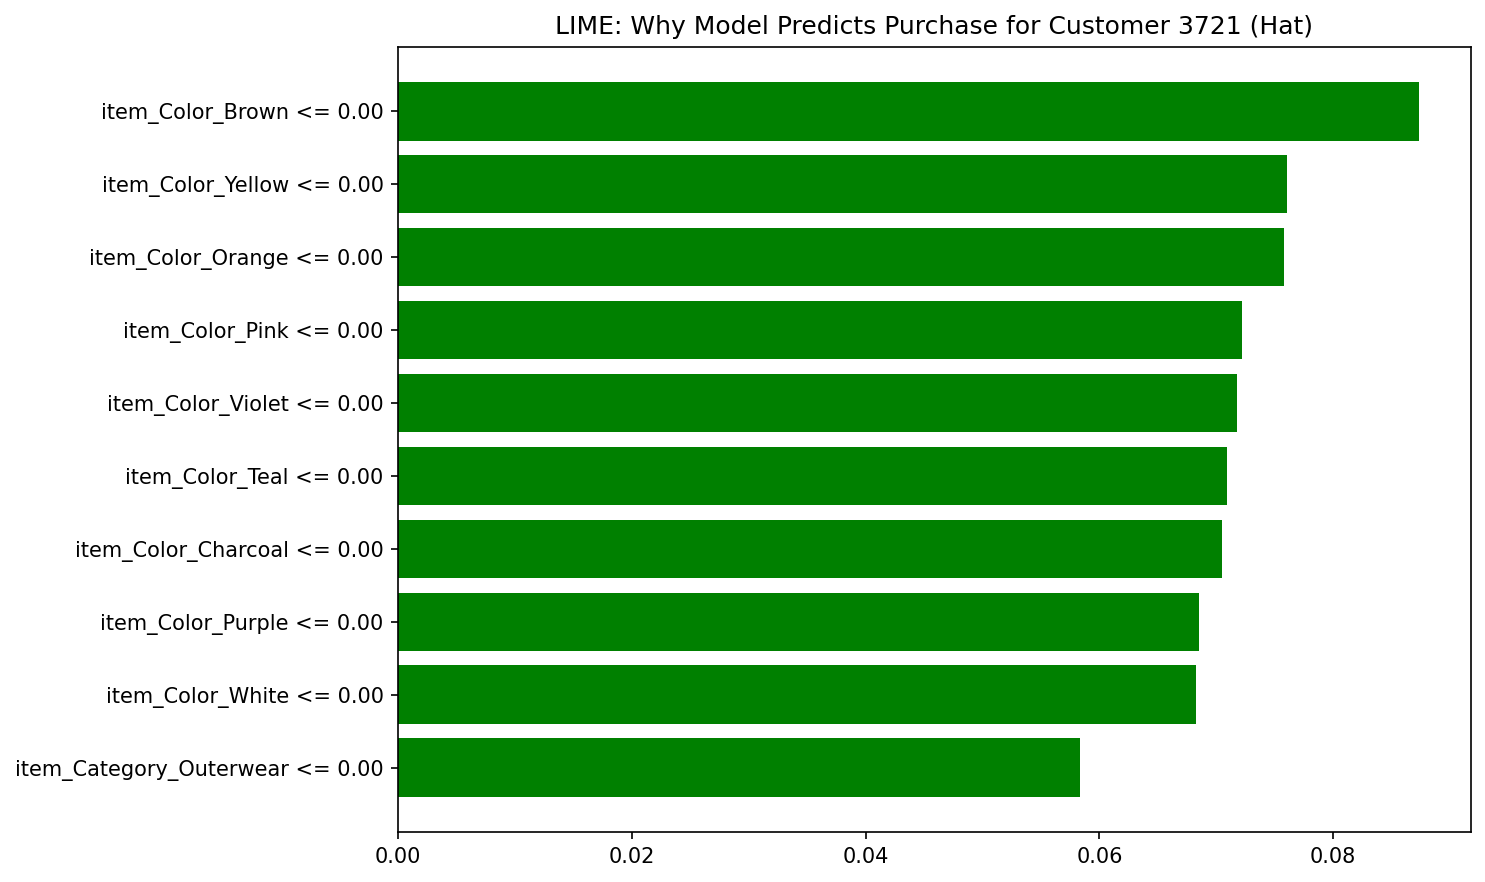 LIME: Why Model Predicts Purchase for Customer 3721 (Hat)
item_Color_Brown <= 0.00
item_Color_Yellow <= 0.00
item_Color_Orange <= 0.00
item_Color_Pink <= 0.00
item_Color_Violet <= 0.00
item_Color_Teal <= 0.00
item_Color_Charcoal <= 0.00
item_Color_Purple <= 0.00
item_Color_White <= 0.00
item_Category_Outerwear <= 0.00
0.00 0.02 0.04 0.06 0.08